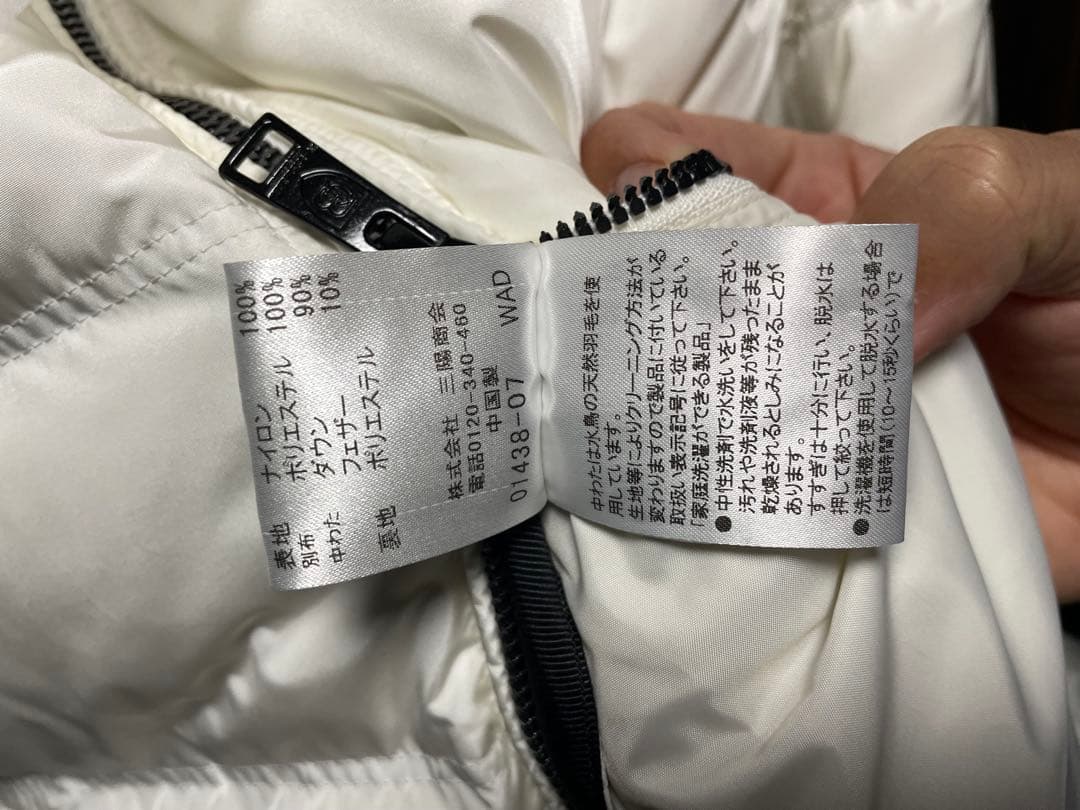 表地 ナイロン 100%
別布 ポリエステル 100%
中わた ダウン 90%
フェザー 10%
裏地 ポリエステル
株式会社 三陽商会
電話0120-340-460
中国製
01438-07 WAD
中わたは水鳥の天然羽毛を使
用しています。
生地等によりクリーニング方法が
変わりますので製品に付いている
取扱い表示記号に従って下さい。
「家庭洗濯ができる製品」
●中性洗剤で水洗いをして下さい。
汚れや洗剤液等が残ったまま
乾燥されるとしみになることが
あります。
すすぎは十分に行い、脱水は
押して絞って下さい。
●洗濯機を使用して脱水する場合
は短時間(10〜15秒くらい)で